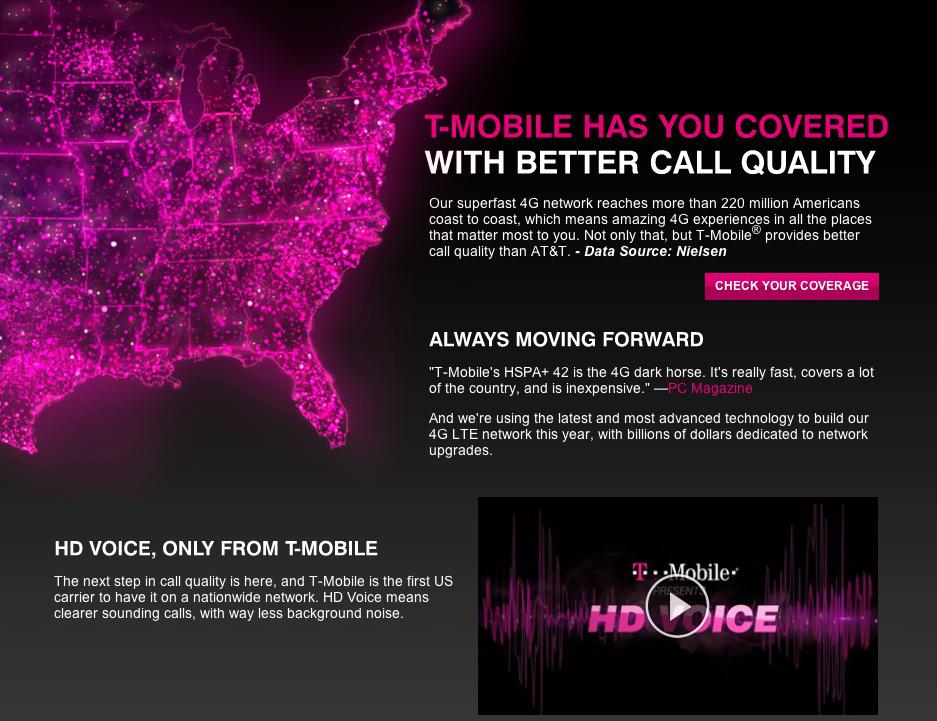 T-MOBILE HAS YOU COVERED
WITH BETTER CALL QUALITY
Our superfast 4G network reaches more than 220 million Americans
coast to coast, which means amazing 4G experiences in all the places
that matter most to you. Not only that, but T-Mobile® provides better
call quality than AT&T. - Data Source: Nielsen
CHECK YOUR COVERAGE
ALWAYS MOVING FORWARD
"T-Mobile's HSPA+ 42 is the 4G dark horse. It's really fast, covers a lot
of the country, and is inexpensive." —PC Magazine
And we're using the latest and most advanced technology to build our
4G LTE network this year, with billions of dollars dedicated to network
upgrades.
HD VOICE, ONLY FROM T-MOBILE
The next step in call quality is here, and T-Mobile is the first US
carrier to have it on a nationwide network. HD Voice means
clearer sounding calls, with way less background noise.
T··Mobile·
PRESENTS
HD VOICE